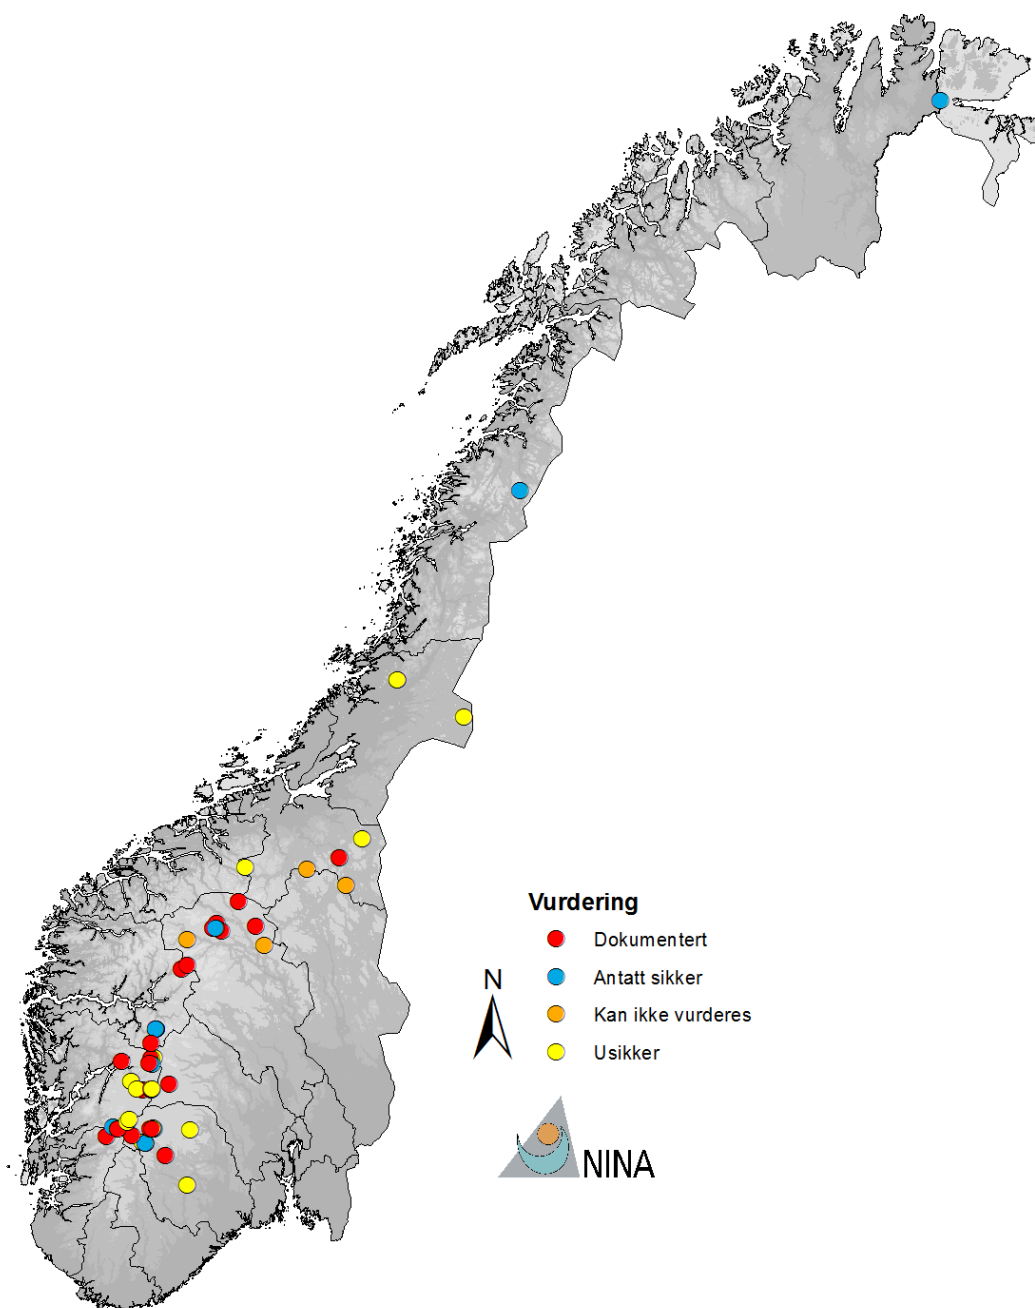 Vurdering
Dokumentert
Antatt sikker
Kan ikke vurderes
Usikker
N
NINA